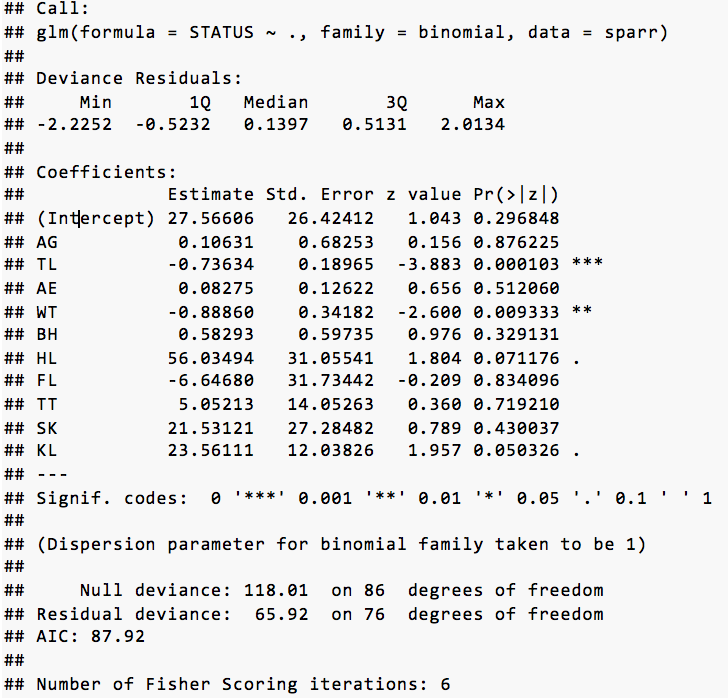 ## Call:
## glm(formula = STATUS ~ ., family = binomial, data = sparr)
##
## Deviance Residuals:
##     Min       1Q   Median       3Q      Max
## -2.2252  -0.5232   0.1397   0.5131   2.0134
##
## Coefficients:
##             Estimate Std. Error z value Pr(>|z|)
## (Intercept) 27.56606   26.42412   1.043 0.296848
## AG           0.10631    0.68253   0.156 0.876225
## TL          -0.73634    0.18965  -3.883 0.000103 ***
## AE           0.08275    0.12622   0.656 0.512060
## WT          -0.88860    0.34182  -2.600 0.009333 **
## BH           0.58293    0.59735   0.976 0.329131
## HL          56.03494   31.05541   1.804 0.071176 .
## FL          -6.64680   31.73442  -0.209 0.834096
## TT           5.05213   14.05263   0.360 0.719210
## SK          21.53121   27.28482   0.789 0.430037
## KL          23.56111   12.03826   1.957 0.050326 .
## ---
## Signif. codes:  0 '***' 0.001 '**' 0.01 '*' 0.05 '.' 0.1 ' ' 1
##
## (Dispersion parameter for binomial family taken to be 1)
##
##     Null deviance: 118.01  on 86  degrees of freedom
## Residual deviance:  65.92  on 76  degrees of freedom
## AIC: 87.92
##
## Number of Fisher Scoring iterations: 6